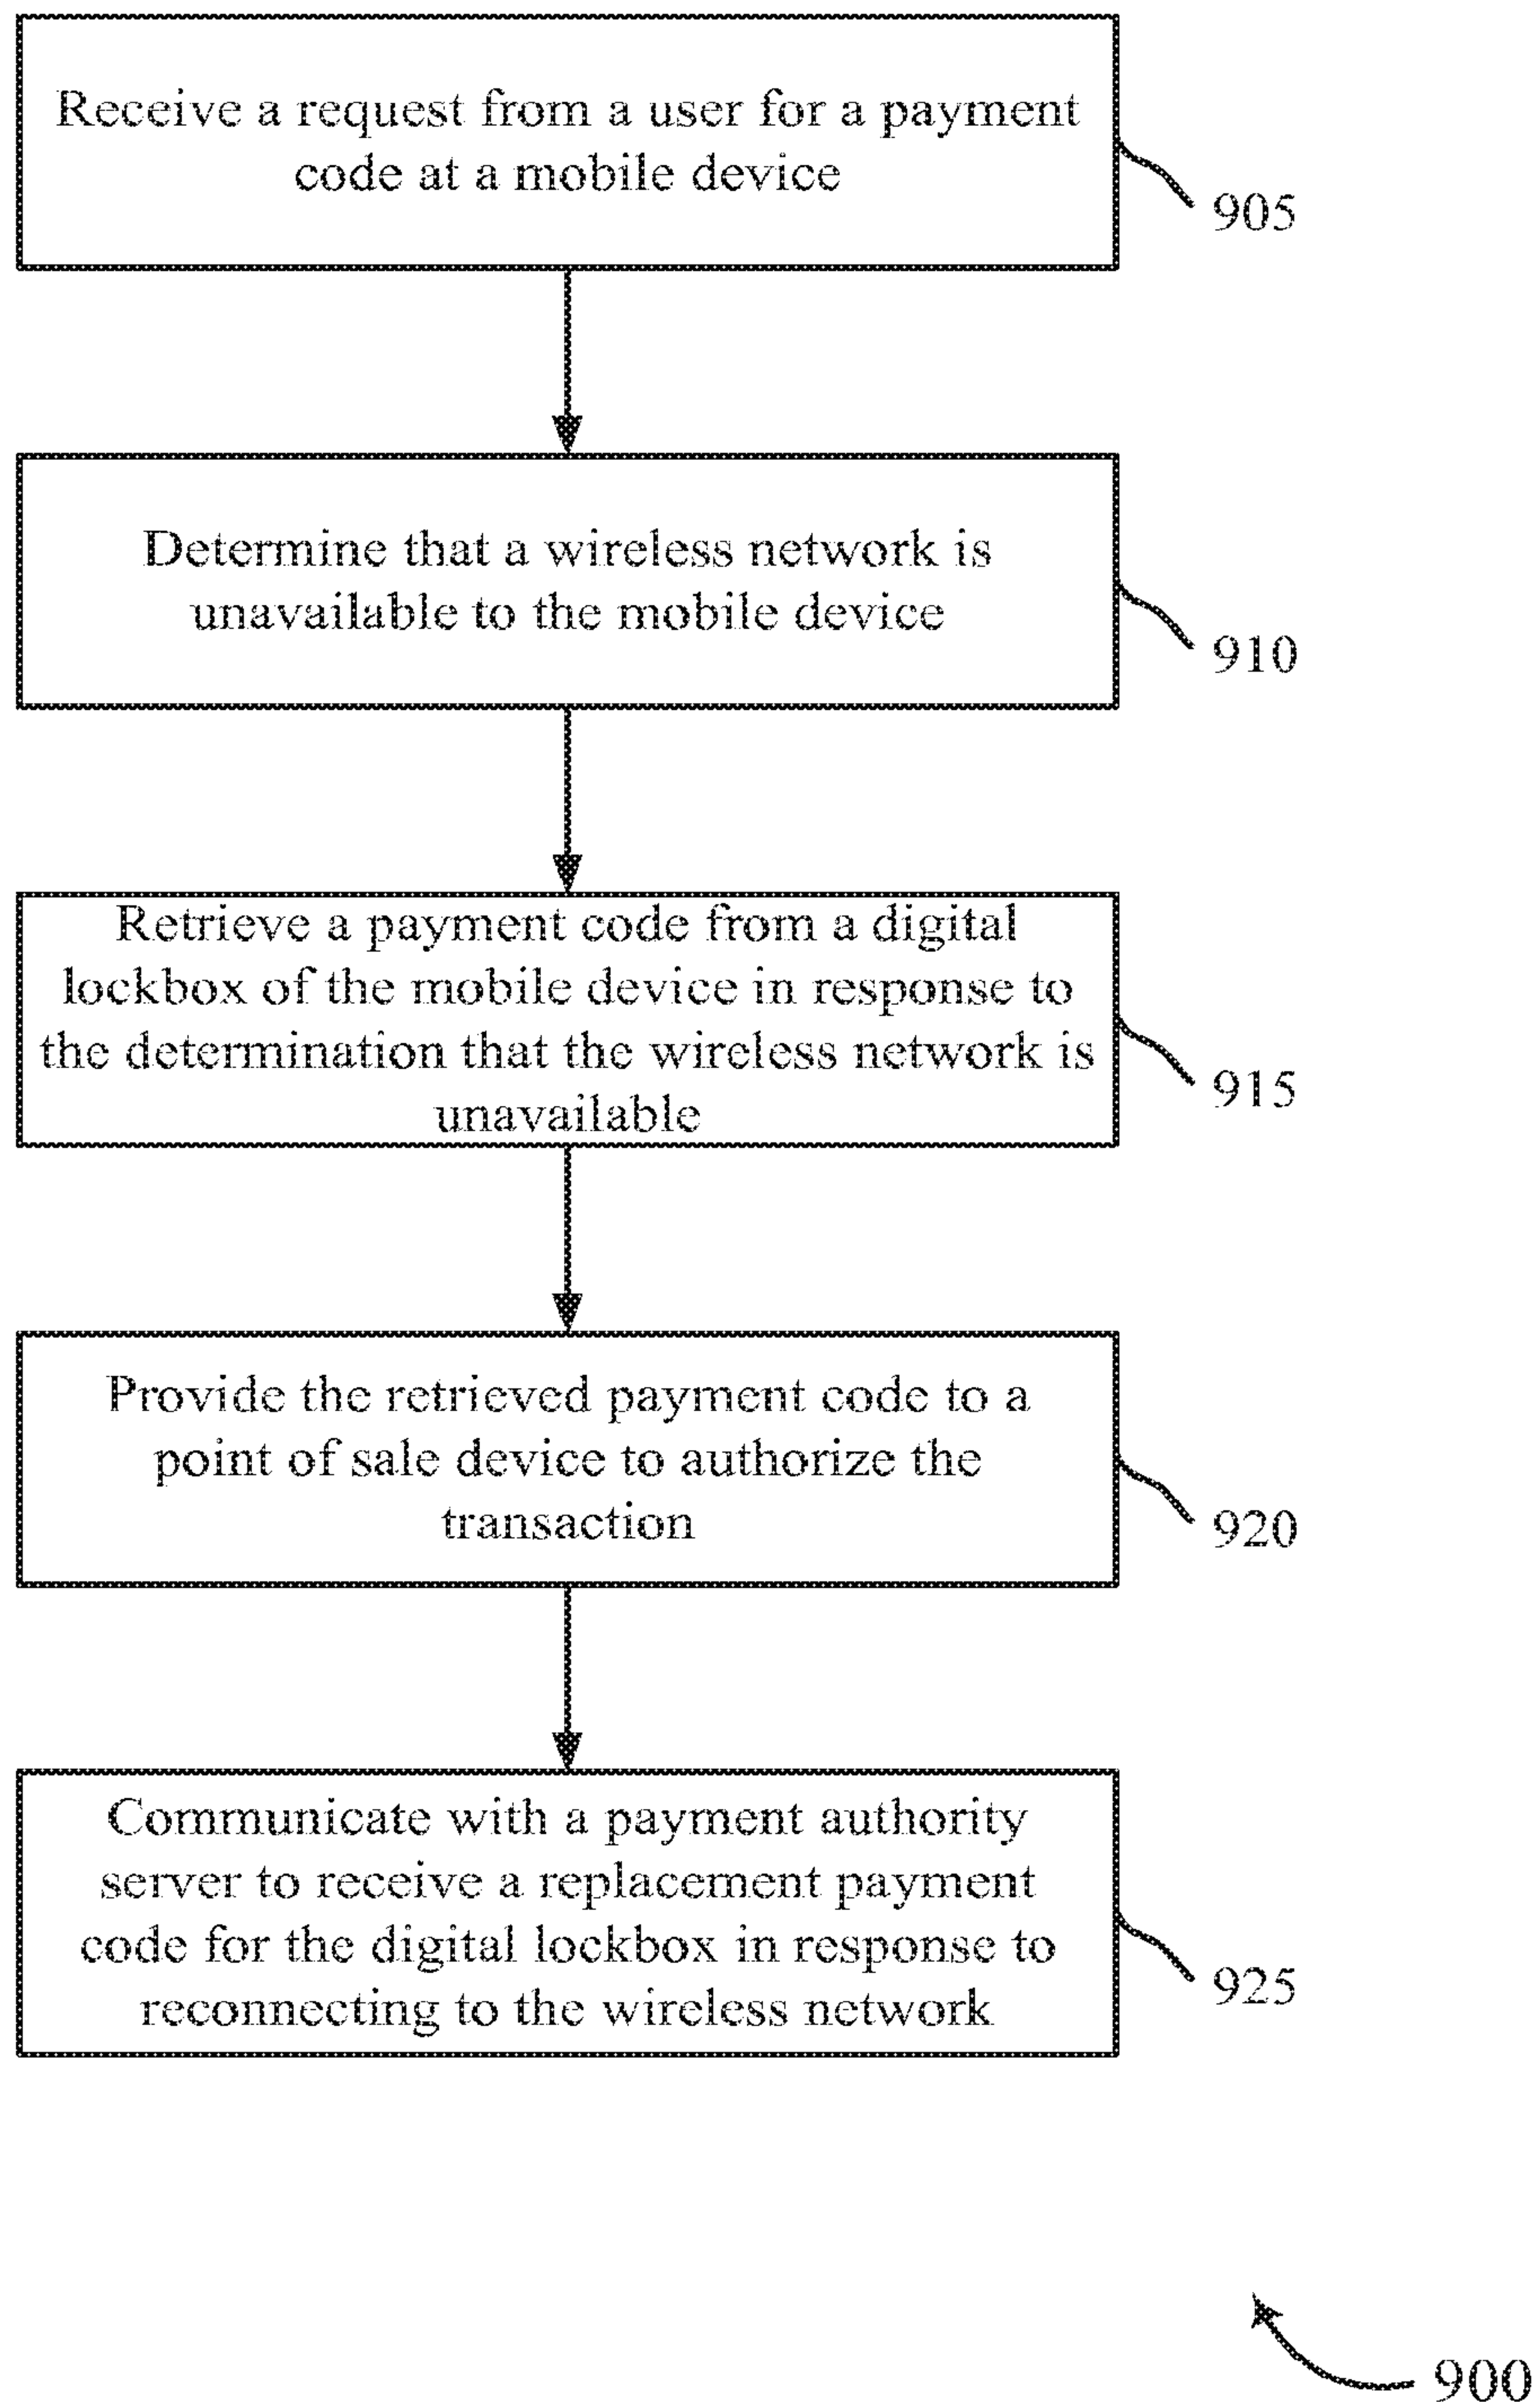 Receive a request from a user for a payment
code at a mobile device
905
Determine that a wireless network is
unavailable to the mobile device
910
Retrieve a payment code from a digital
lockbox of the mobile device in response to
the determination that the wireless network is
unavailable
915
Provide the retrieved payment code to a
point of sale device to authorize the
transaction
920
Communicate with a payment authority
server to receive a replacement payment
code for the digital lockbox in response to
reconnecting to the wireless network
925
900